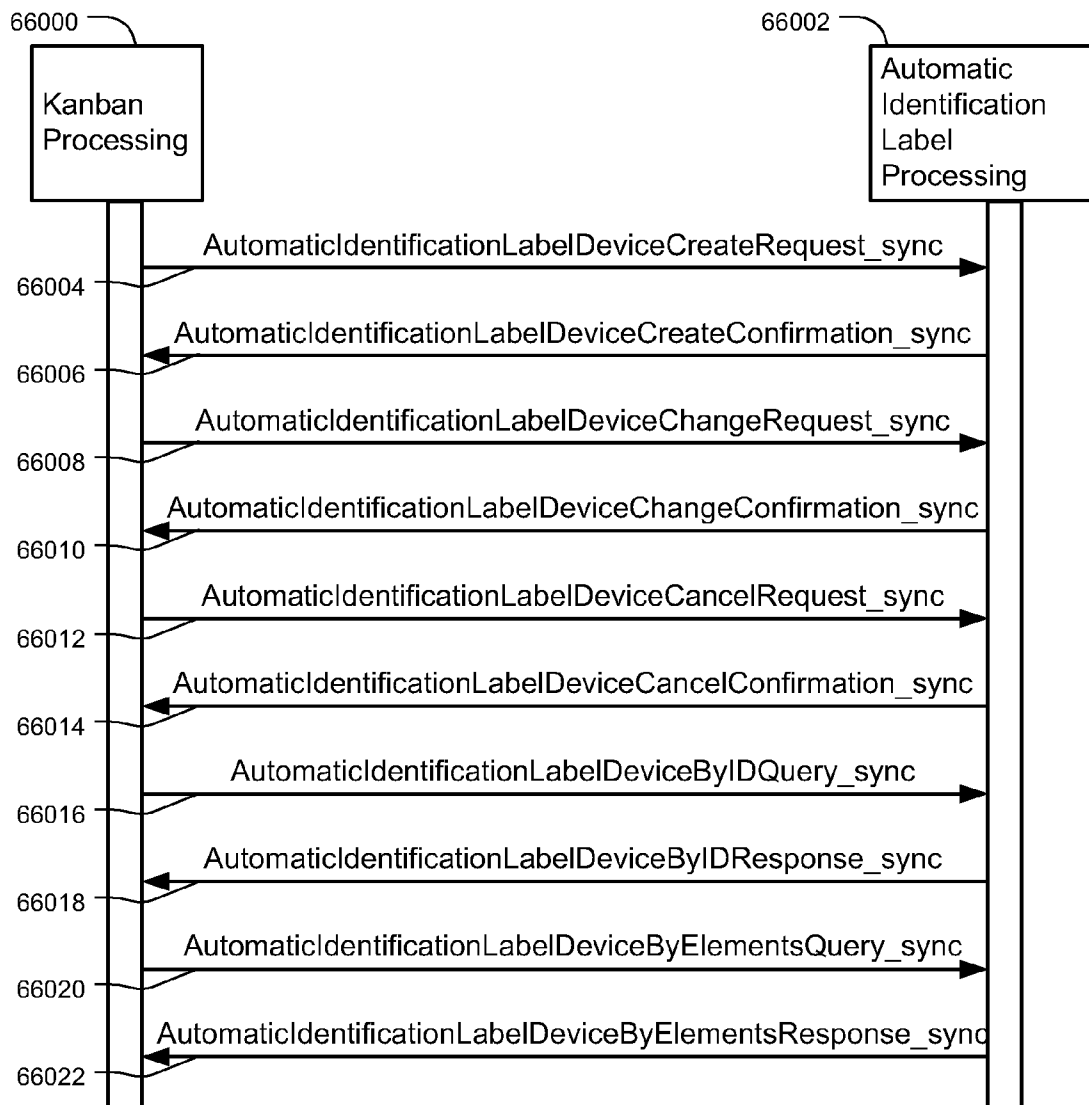 66000
66002
Kanban
Processing
Automatic
Identification
Label
Processing
AutomaticIdentificationLabelDeviceCreateRequest_sync
66004
AutomaticIdentificationLabelDeviceCreateConfirmation_sync
66006
AutomaticIdentificationLabelDeviceChangeRequest_sync
66008
AutomaticIdentificationLabelDeviceChangeConfirmation_sync
66010
AutomaticIdentificationLabelDeviceCancelRequest_sync
66012
AutomaticIdentificationLabelDeviceCancelConfirmation_sync
66014
AutomaticIdentificationLabelDeviceByIDQuery_sync
66016
AutomaticIdentificationLabelDeviceByIDResponse_sync
66018
AutomaticIdentificationLabelDeviceByElementsQuery_sync
66020
AutomaticIdentificationLabelDeviceByElementsResponse_sync
66022